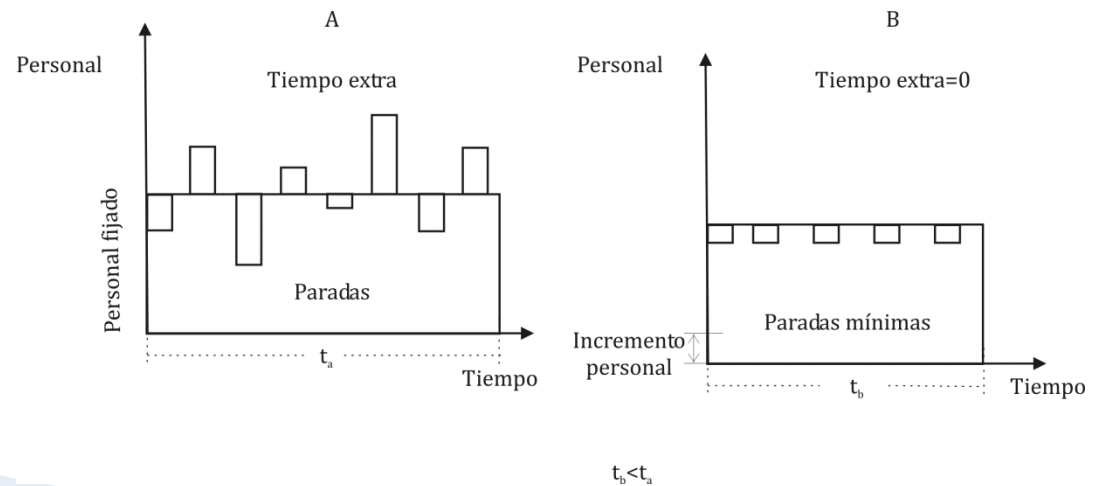 A
Personal
Tiempo extra
Personal fijado
Paradas
tₐ
Tiempo
B
Personal
Tiempo extra=0
Incremento
personal
Paradas mínimas
t_b
Tiempo
t_b<tₐ